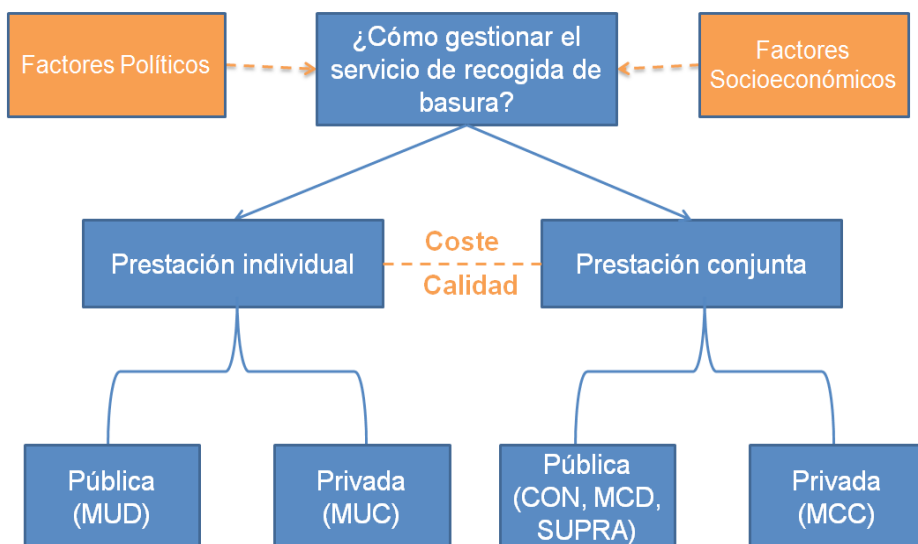 Factores Políticos
¿Cómo gestionar el
servicio de recogida de
basura?
Factores
Socioeconómicos
Prestación individual
Coste
Calidad
Prestación conjunta
Pública
(MUD)
Privada
(MUC)
Pública
(CON, MCD,
SUPRA)
Privada
(MCC)